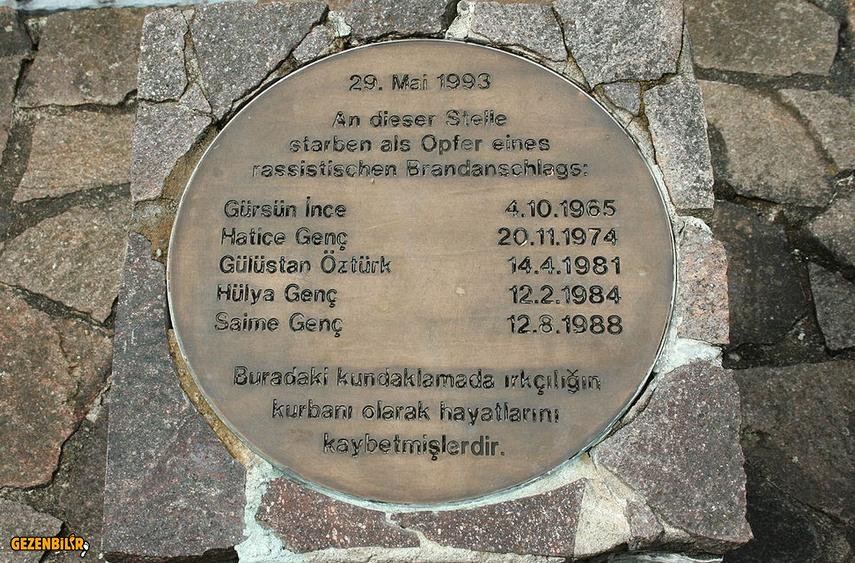 29. Mai 1993
An dieser Stelle
starben als Opfer eines
rassistischen Brandanschlags:
Gürsün İnce 4.10.1965
Hatice Genç 20.11.1974
Gülüstan Öztürk 14.4.1981
Hülya Genç 12.2.1984
Saime Genç 12.8.1988
Buradaki kundaklamada ırkçılığın
kurbanı olarak hayatlarını
kaybetmişlerdir.
GEZENBİLİR